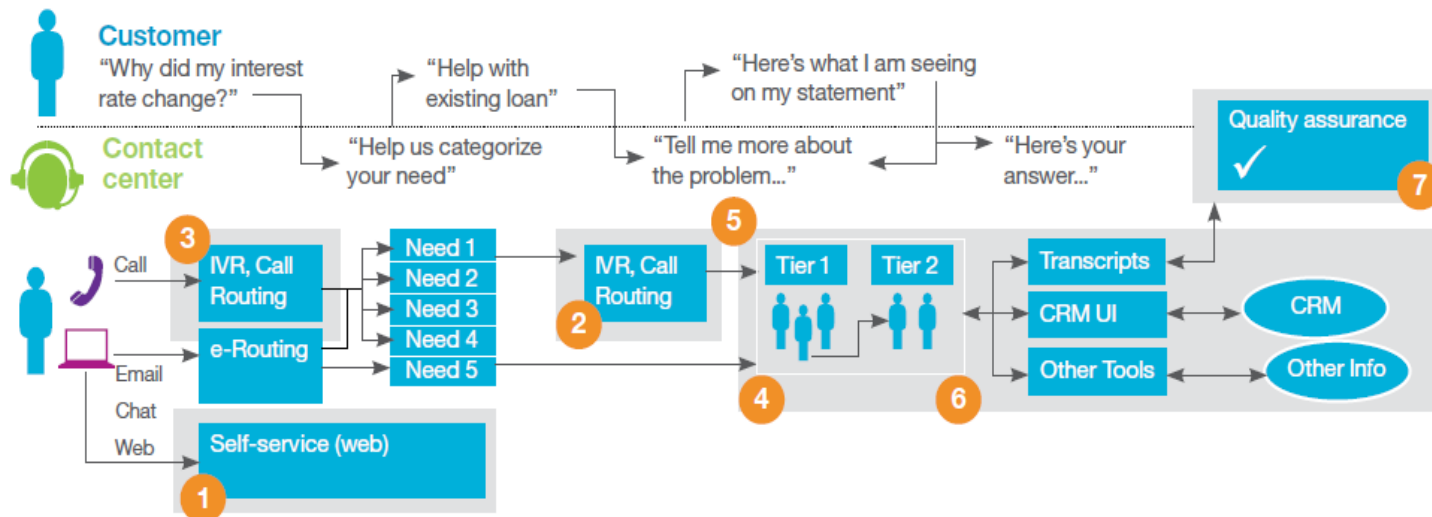 Customer
“Why did my interest
rate change?”
“Help with
existing loan”
“Here’s what I am seeing
on my statement”
Quality assurance
7
Contact
center
“Help us categorize
your need”
“Tell me more about
the problem...”
“Here’s your
answer...”
3
5
Call
IVR, Call
Routing
Need 1
Need 2
Need 3
Need 4
Need 5
IVR, Call
Routing
2
Tier 1
Tier 2
Transcripts
CRM UI
CRM
Other Tools
Other Info
e-Routing
4
6
Email
Chat
Web
Self-service (web)
1